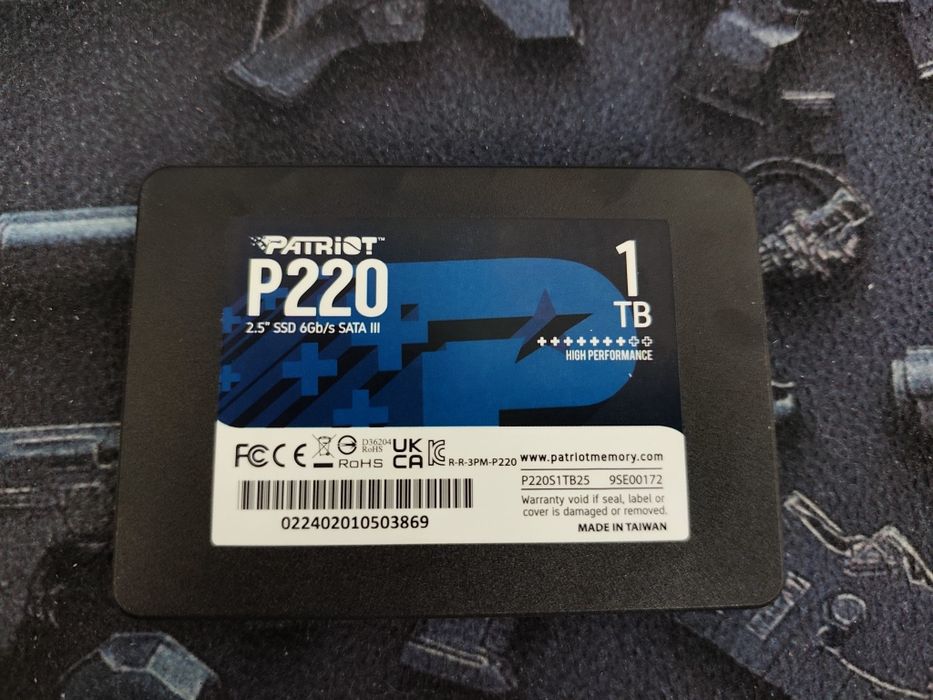 PATRIOT™
P220
2.5" SSD 6Gb/s SATA III
1
TB
HIGH PERFORMANCE
FC CE D36204 RoHS RoHS UK CA R-R-3PM-P220
www.patriotmemory.com
P220S1TB25 9SE00172
Warranty void if seal, label or
cover is damaged or removed.
MADE IN TAIWAN
022402010503869